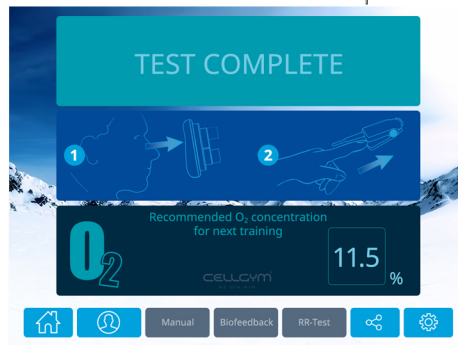 TEST COMPLETE
1
2
Recommended O₂ concentration
for next training
O₂
11.5
%
CELLGYM
Manual
Biofeedback
RR-Test